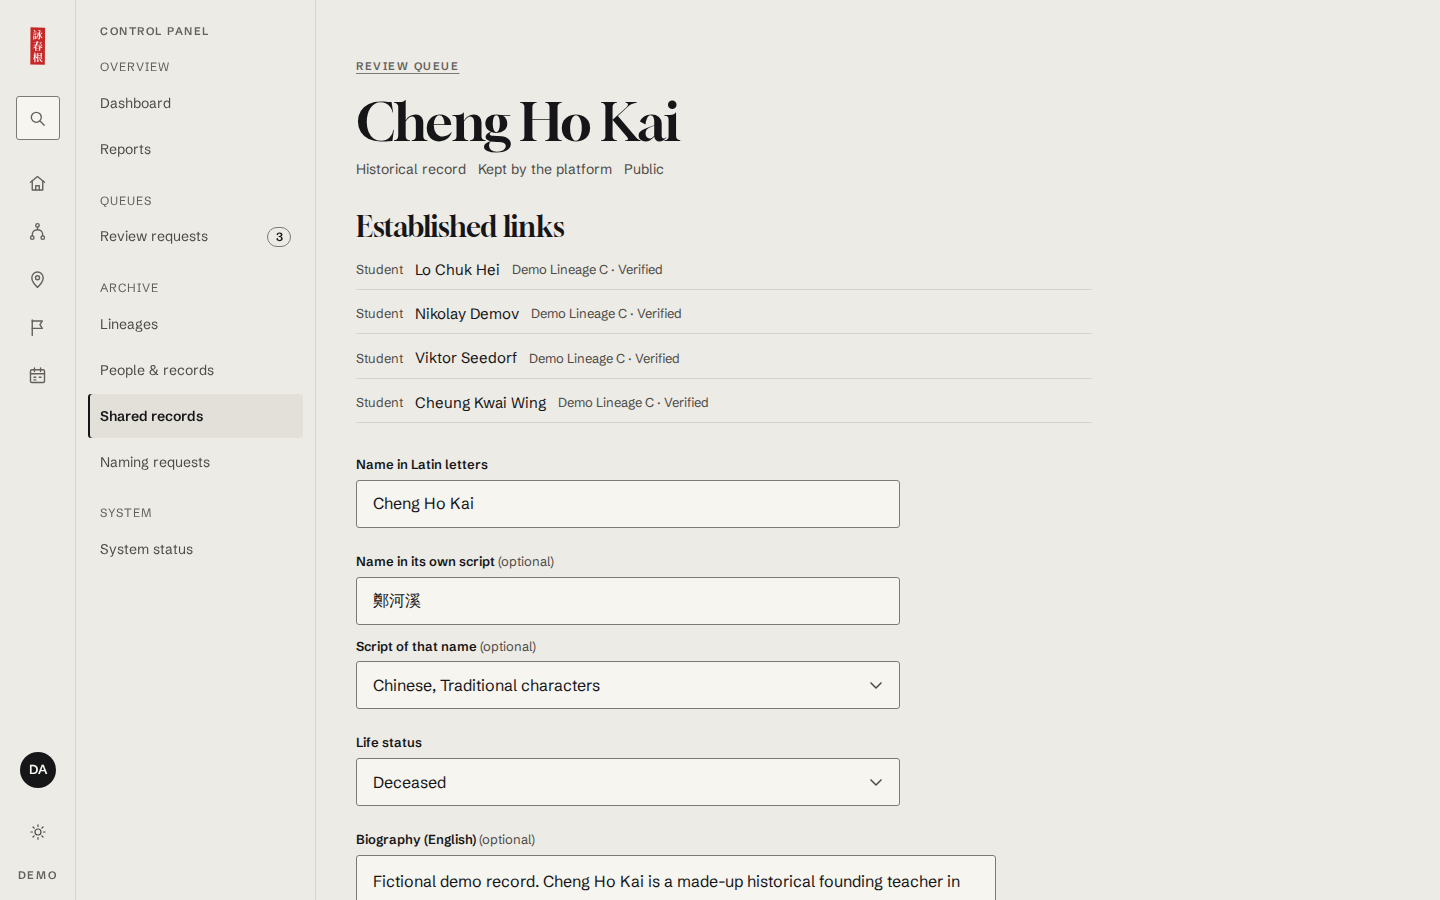 詠春根
CONTROL PANEL
OVERVIEW
Dashboard
Reports
QUEUES
Review requests 3
ARCHIVE
Lineages
People & records
Shared records
Naming requests
SYSTEM
System status
DA
DEMO
REVIEW QUEUE
Cheng Ho Kai
Historical record Kept by the platform Public
Established links
Student Lo Chuk Hei Demo Lineage C · Verified
Student Nikolay Demov Demo Lineage C · Verified
Student Viktor Seedorf Demo Lineage C · Verified
Student Cheung Kwai Wing Demo Lineage C · Verified
Name in Latin letters
Cheng Ho Kai
Name in its own script (optional)
鄭河溪
Script of that name (optional)
Chinese, Traditional characters
Life status
Deceased
Biography (English) (optional)
Fictional demo record. Cheng Ho Kai is a made-up historical founding teacher in